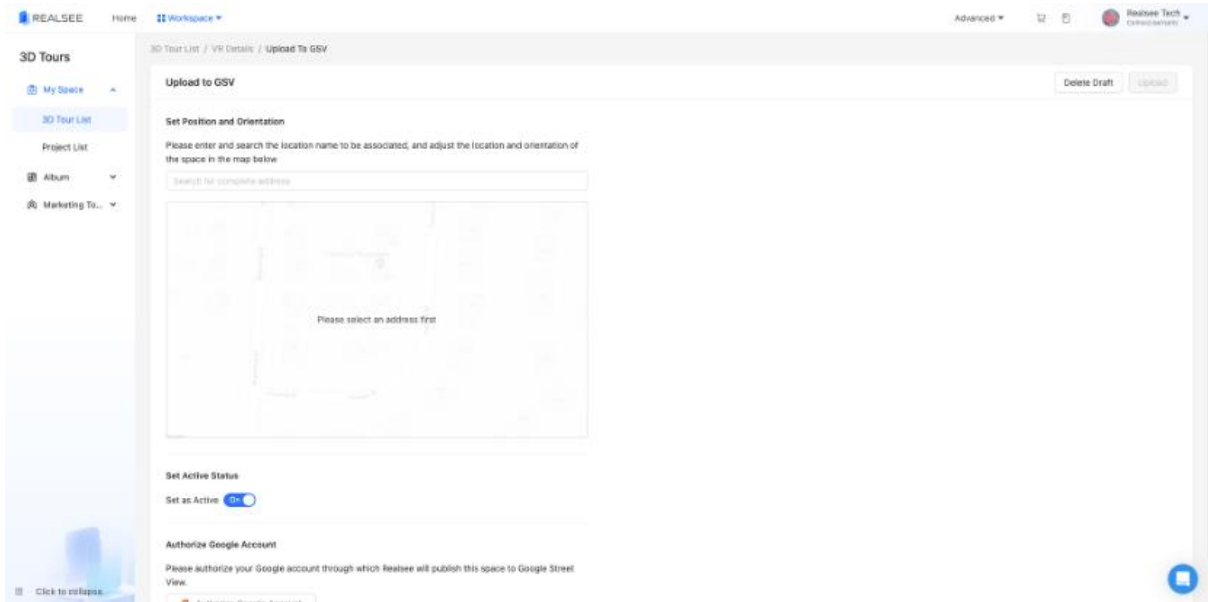 REALSEE
Home
Workspace
Advanced
Realsee Tech
3D Tours
My Space
3D Tour List
Project List
Album
Marketing To...
Click to collapse
3D Tour List / VR Details / Upload To GSV
Upload to GSV
Delete Draft
Upload
Set Position and Orientation
Please enter and search the location name to be associated, and adjust the location and orientation of
the space in the map below
Search for complete address
Please select an address first
Set Active Status
Set as Active On
Authorize Google Account
Please authorize your Google account through which Realsee will publish this space to Google Street
View.
Authorize Google Account